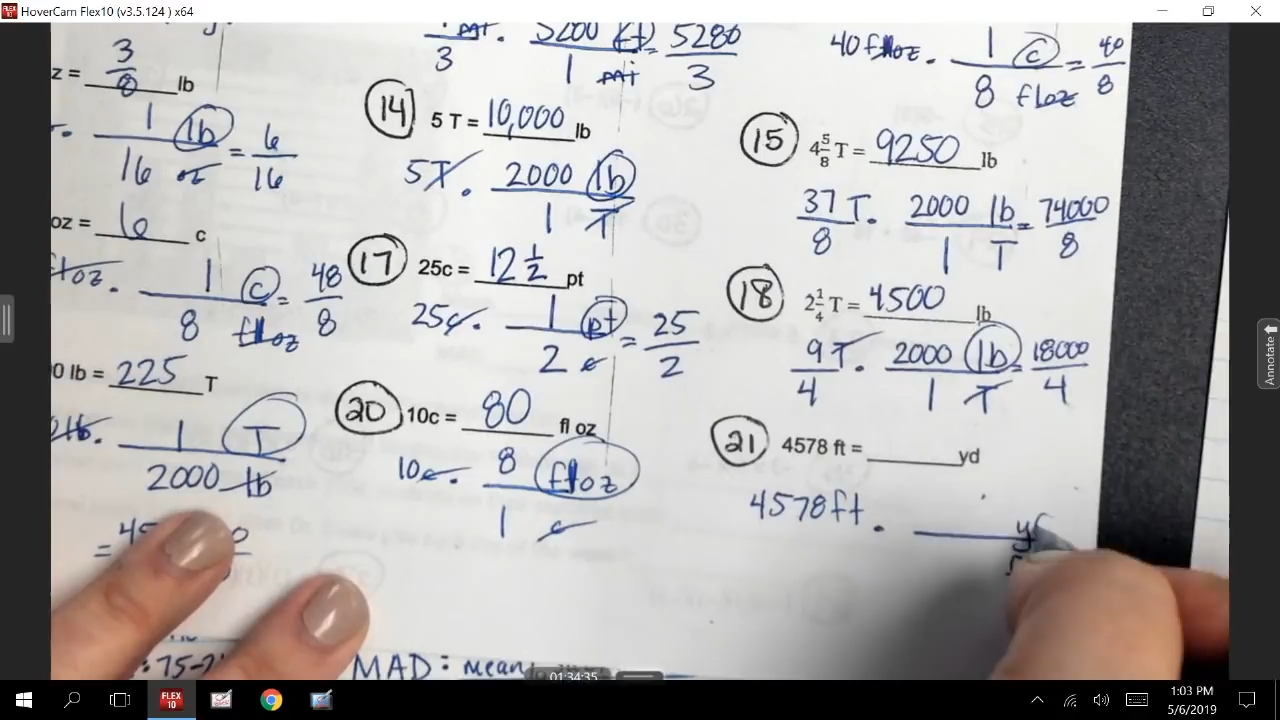 HoverCam Flex10 (v3.5.124 ) x64
3 · 5280 ft / 1 mi = 5280 / 3
40 fl oz · 1 c / 8 fl oz = 40 / 8
z = 3/8 lb
1 lb / 16 oz = 6 / 16
14 5 T = 10,000 lb
5 T · 2000 lb / 1 T
15 4 5/8 T = 9250 lb
37/8 T · 2000 lb / 1 T = 74000 / 8
oz = 6 c
fl oz · 1 c / 8 fl oz = 48 / 8
17 25c = 12 1/2 pt
25c · 1 pt / 2 c = 25 / 2
18 2 1/4 T = 4500 lb
9/4 T · 2000 lb / 1 T = 18000 / 4
0 lb = 225 T
lb · 1 T / 2000 lb
= 45
20 10c = 80 fl oz
10c · 8 fl oz / 1 c
21 4578 ft = ______ yd
4578 ft ·
MAD : mean
01:34:35
Annotate
FLEX 10
1:03 PM
5/6/2019